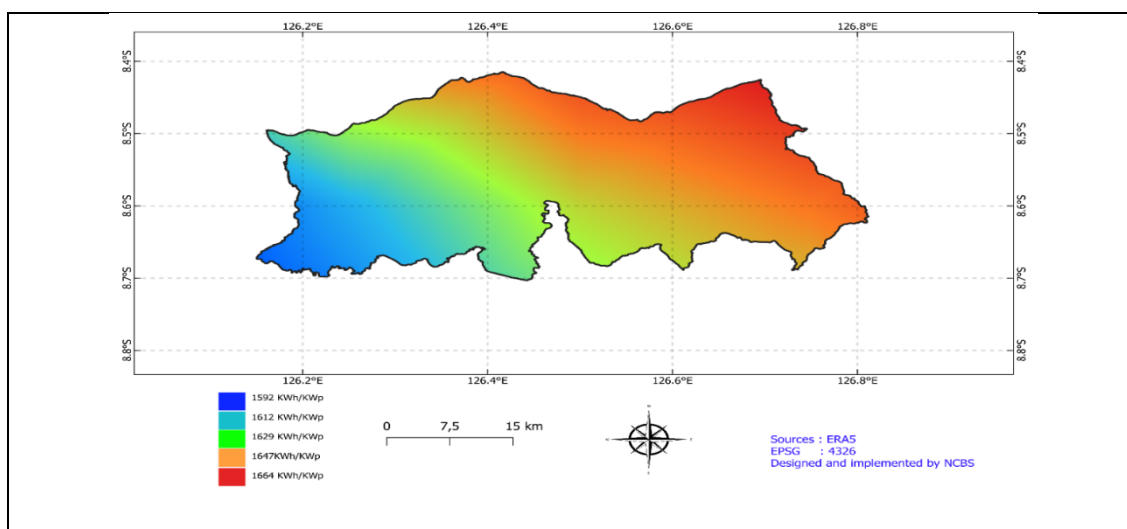 126.2°E 126.4°E 126.6°E 126.8°E
8.4°S 8.4°S
8.5°S 8.5°S
8.6°S 8.6°S
8.7°S 8.7°S
8.8°S 8.8°S
126.2°E 126.4°E 126.6°E 126.8°E
1592 KWh/KWp
1612 KWh/KWp
1629 KWh/KWp
1647KWh/KWp
1664 KWh/KWp
0 7,5 15 km
Sources : ERA5
EPSG : 4326
Designed and implemented by NCBS